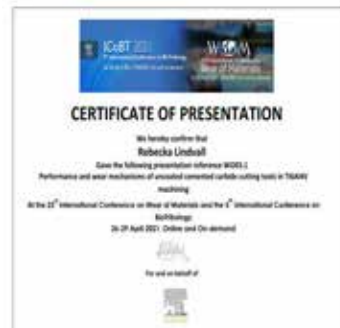 ICoBT 2021
WOM
Wear of Materials
CERTIFICATE OF PRESENTATION
We hereby confirm that
Rebecka Lindvall
Gave the following presentation reference
Performance and wear mechanisms of uncoated cemented carbide cutting tools in Ti6Al4V
machining
At the 23rd International Conference on Wear of Materials and the International Conference on
BioTribology
26-29 April 2021 Online and On-demand
For and on behalf of